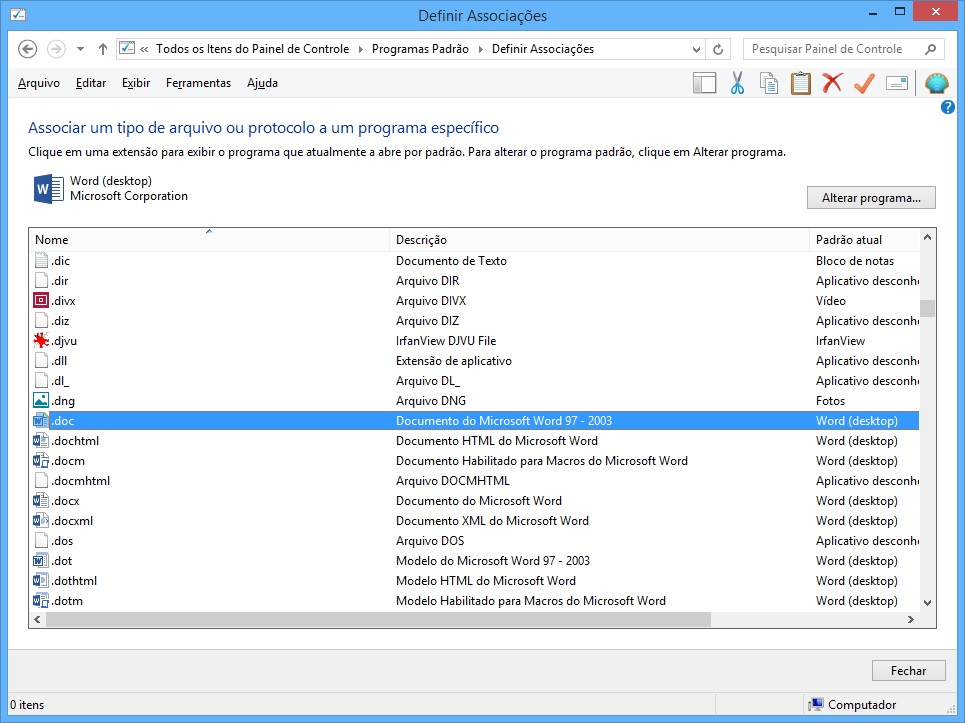 Definir Associações
« Todos os Itens do Painel de Controle Programas Padrão Definir Associações Pesquisar Painel de Controle
Arquivo Editar Exibir Ferramentas Ajuda
?
Associar um tipo de arquivo ou protocolo a um programa específico
Clique em uma extensão para exibir o programa que atualmente a abre por padrão. Para alterar o programa padrão, clique em Alterar programa.
Word (desktop)
Microsoft Corporation
Alterar programa...
Nome Descrição Padrão atual
.dic Documento de Texto Bloco de notas
.dir Arquivo DIR Aplicativo desconh
.divx Arquivo DIVX Vídeo
.diz Arquivo DIZ Aplicativo desconh
.djvu IrfanView DJVU File IrfanView
.dll Extensão de aplicativo Aplicativo desconh
.dl_ Arquivo DL_ Aplicativo desconh
.dng Arquivo DNG Fotos
.doc Documento do Microsoft Word 97 - 2003 Word (desktop)
.dochtml Documento HTML do Microsoft Word Word (desktop)
.docm Documento Habilitado para Macros do Microsoft Word Word (desktop)
.docmhtml Arquivo DOCMHTML Aplicativo desconh
.docx Documento do Microsoft Word Word (desktop)
.docxml Documento XML do Microsoft Word Word (desktop)
.dos Arquivo DOS Aplicativo desconh
.dot Modelo do Microsoft Word 97 - 2003 Word (desktop)
.dothtml Modelo HTML do Microsoft Word Word (desktop)
.dotm Modelo Habilitado para Macros do Microsoft Word Word (desktop)
Fechar
0 itens Computador